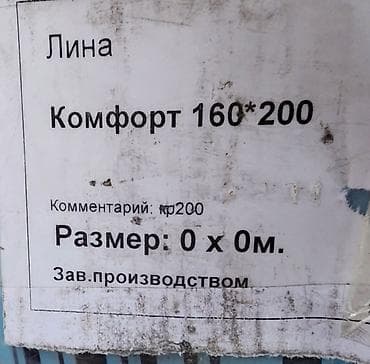 Лина
Комфорт 160*200
Комментарий: кр200
Размер: 0 x 0м.
Зав.производством